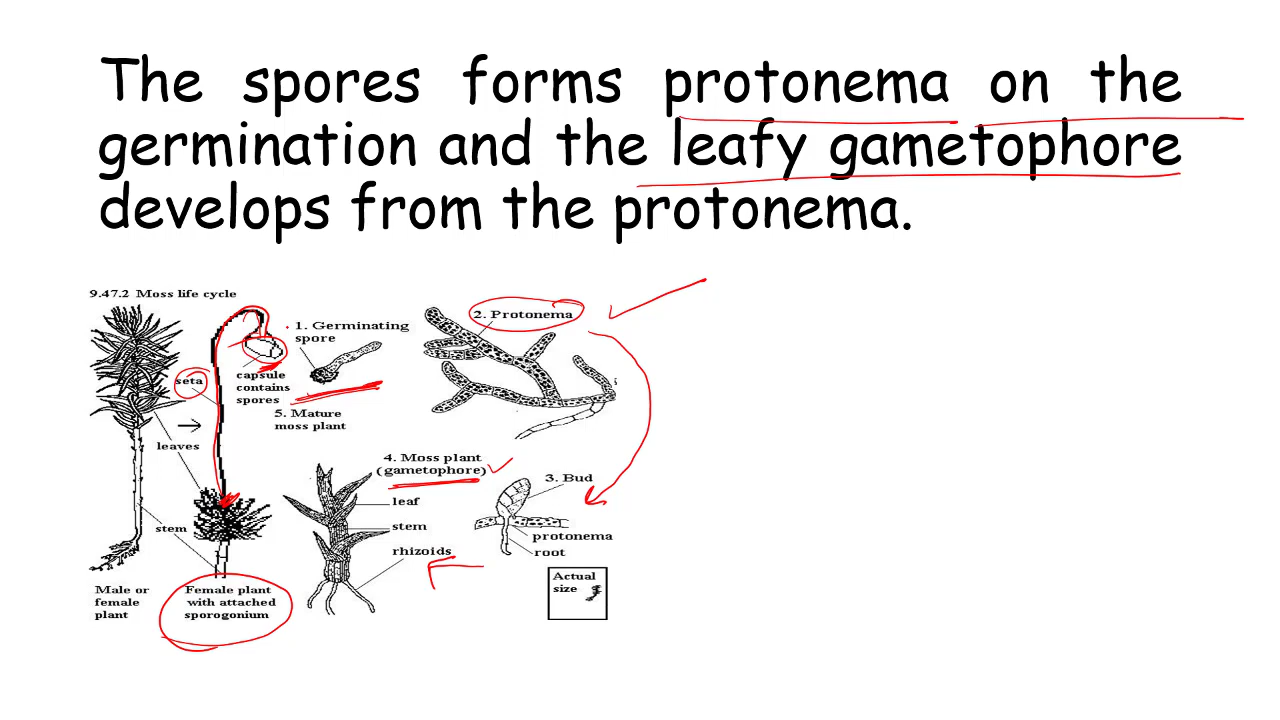 The spores forms protonema on the
germination and the leafy gametophore
develops from the protonema.
9.47.2 Moss life cycle
1. Germinating
spore
2. Protonema
seta
capsule
contains
spores
5. Mature
moss plant
leaves
4. Moss plant
(gametophore)
3. Bud
leaf
stem
rhizoids
stem
protonema
root
Actual
size
Male or
female
plant
Female plant
with attached
sporogonium